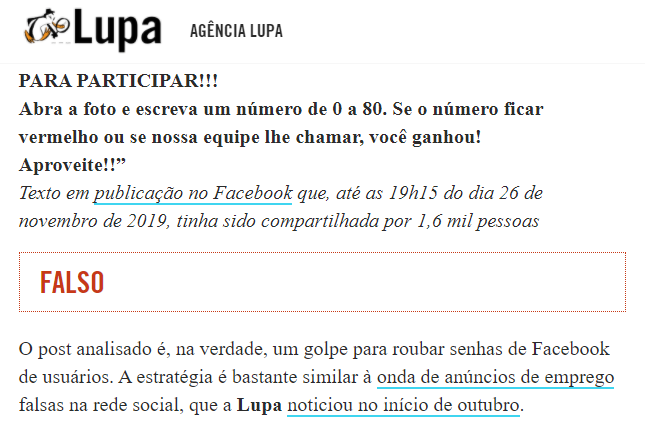 Lupa AGÊNCIA LUPA
PARA PARTICIPAR!!!
Abra a foto e escreva um número de 0 a 80. Se o número ficar
vermelho ou se nossa equipe lhe chamar, você ganhou!
Aproveite!!”
Texto em publicação no Facebook que, até as 19h15 do dia 26 de
novembro de 2019, tinha sido compartilhada por 1,6 mil pessoas
FALSO
O post analisado é, na verdade, um golpe para roubar senhas de Facebook
de usuários. A estratégia é bastante similar à onda de anúncios de emprego
falsas na rede social, que a Lupa noticiou no início de outubro.